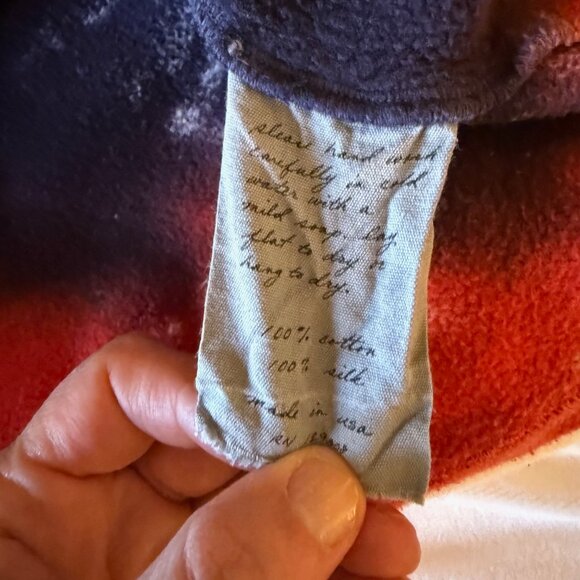 please hand wash
carefully in cold
water with a
mild soap. lay
flat to dry or
hang to dry.
100% cotton
100% silk
made in usa
RN